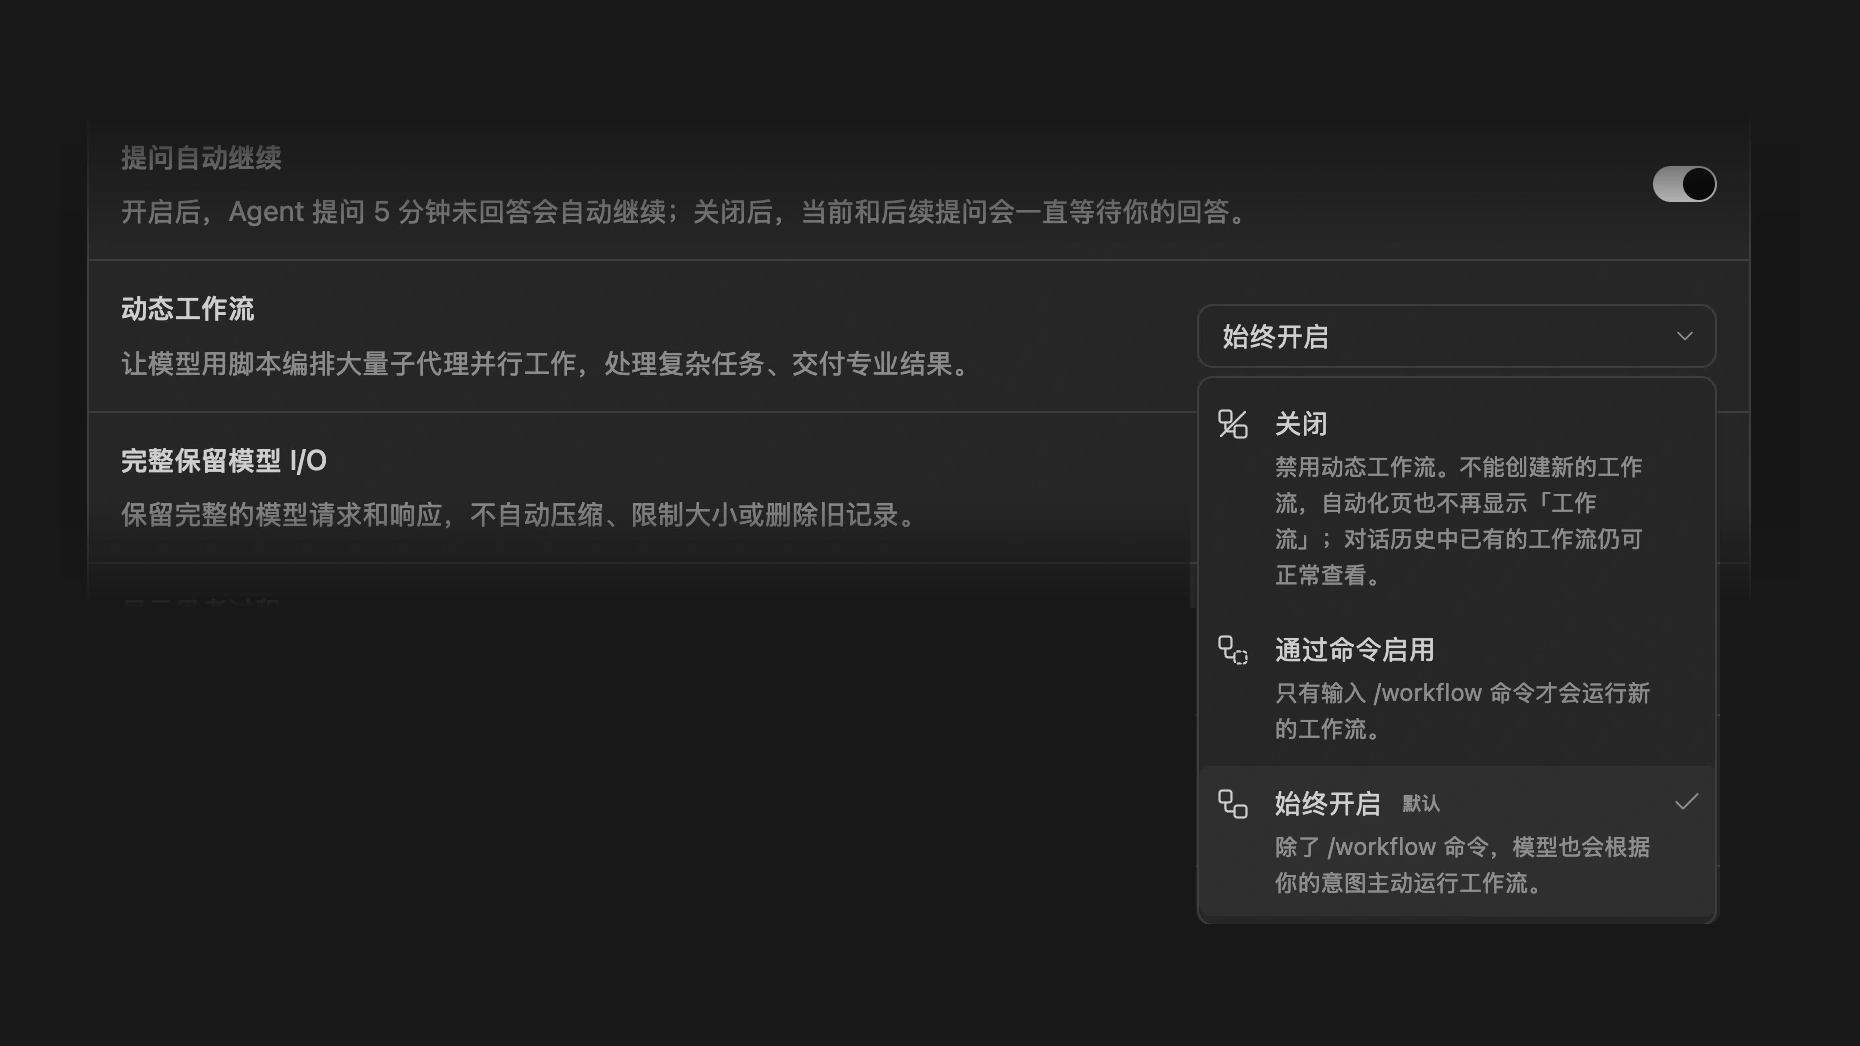 提问自动继续
开启后，Agent 提问 5 分钟未回答会自动继续；关闭后，当前和后续提问会一直等待你的回答。
动态工作流
让模型用脚本编排大量子代理并行工作，处理复杂任务、交付专业结果。
始终开启
完整保留模型 I/O
保留完整的模型请求和响应，不自动压缩、限制大小或删除旧记录。
关闭
禁用动态工作流。不能创建新的工作
流，自动化页也不再显示「工作
流」；对话历史中已有的工作流仍可
正常查看。
通过命令启用
只有输入 /workflow 命令才会运行新
的工作流。
始终开启 默认
除了 /workflow 命令，模型也会根据
你的意图主动运行工作流。